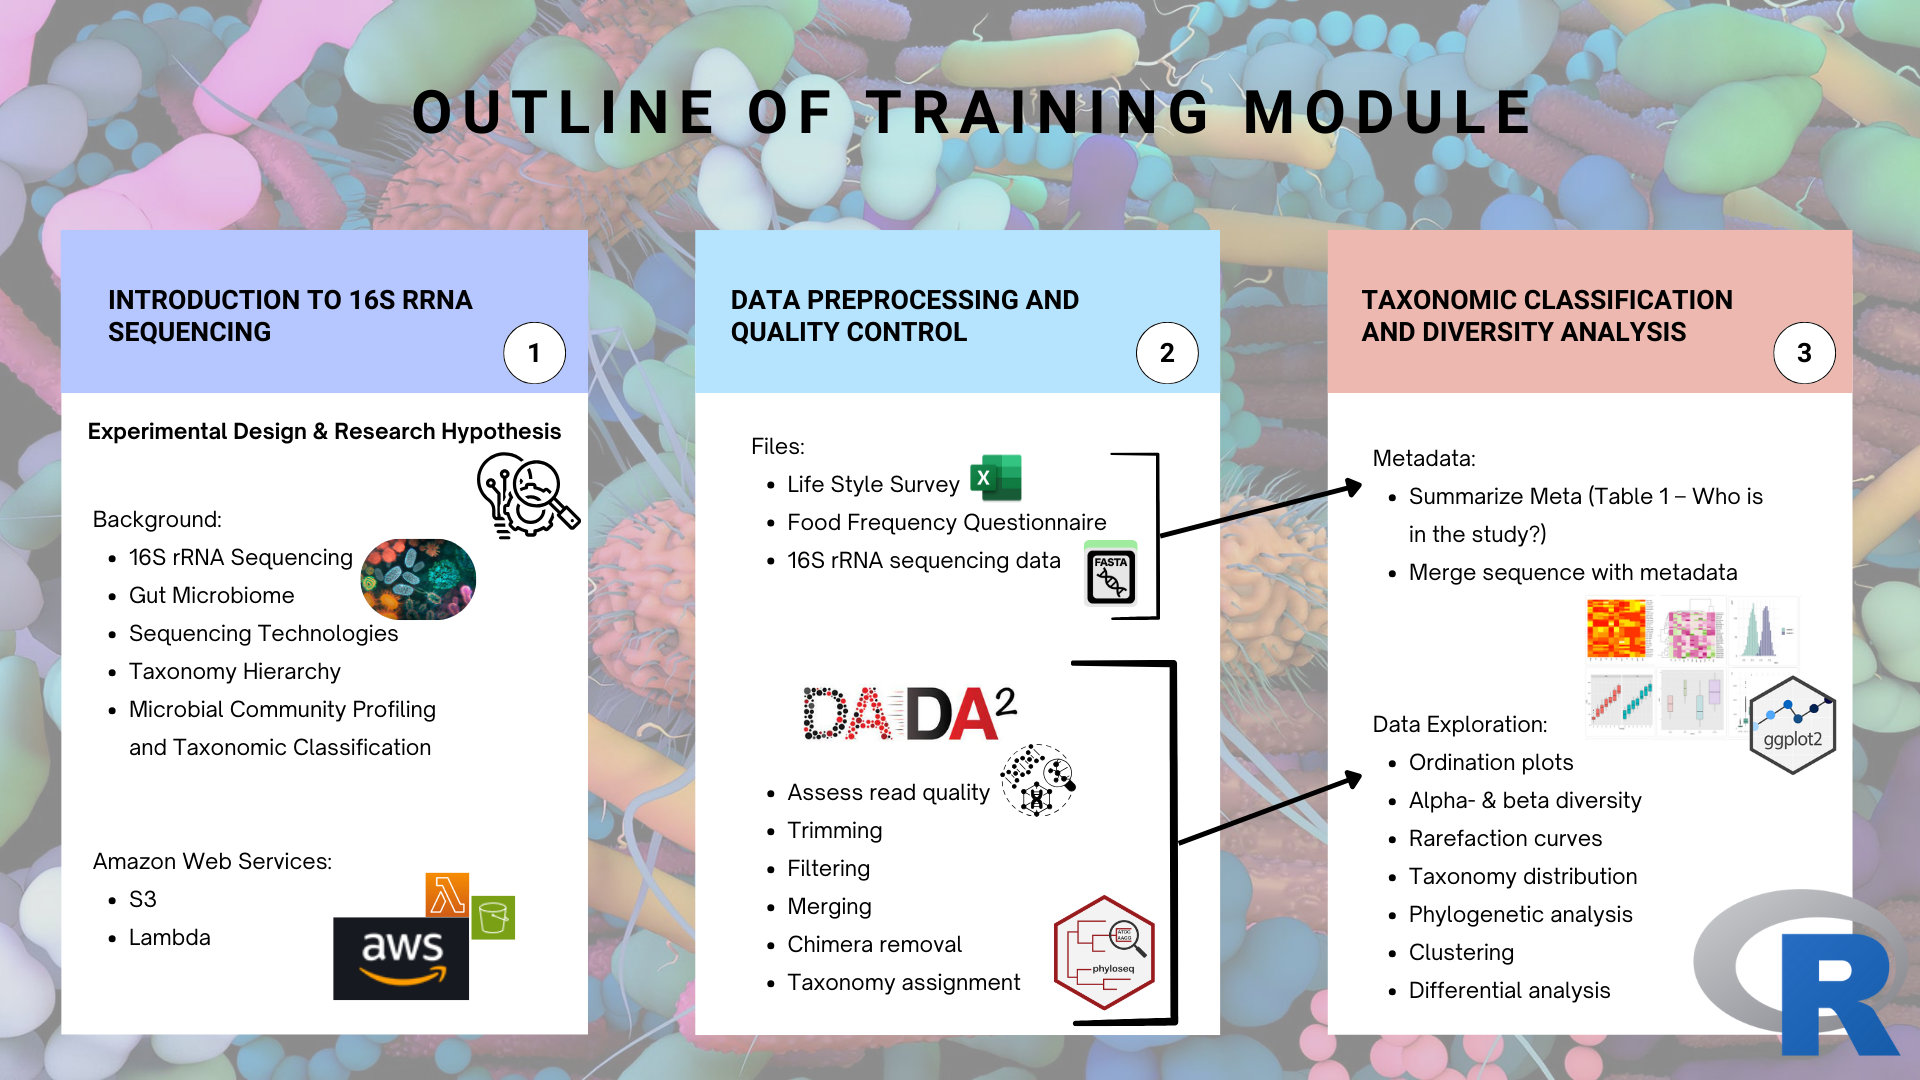 OUTLINE OF TRAINING MODULE
INTRODUCTION TO 16S RRNA
SEQUENCING
1
Experimental Design & Research Hypothesis
Background:
16S rRNA Sequencing
Gut Microbiome
Sequencing Technologies
Taxonomy Hierarchy
Microbial Community Profiling
and Taxonomic Classification
Amazon Web Services:
S3
Lambda
aws
DATA PREPROCESSING AND
QUALITY CONTROL
2
Files:
Life Style Survey
X
Food Frequency Questionnaire
16S rRNA sequencing data
FASTA
DADA2
Assess read quality
Trimming
Filtering
Merging
Chimera removal
Taxonomy assignment
phyloseq
TAXONOMIC CLASSIFICATION
AND DIVERSITY ANALYSIS
3
Metadata:
Summarize Meta (Table 1 – Who is
in the study?)
Merge sequence with metadata
ggplot2
Data Exploration:
Ordination plots
Alpha- & beta diversity
Rarefaction curves
Taxonomy distribution
Phylogenetic analysis
Clustering
Differential analysis
R